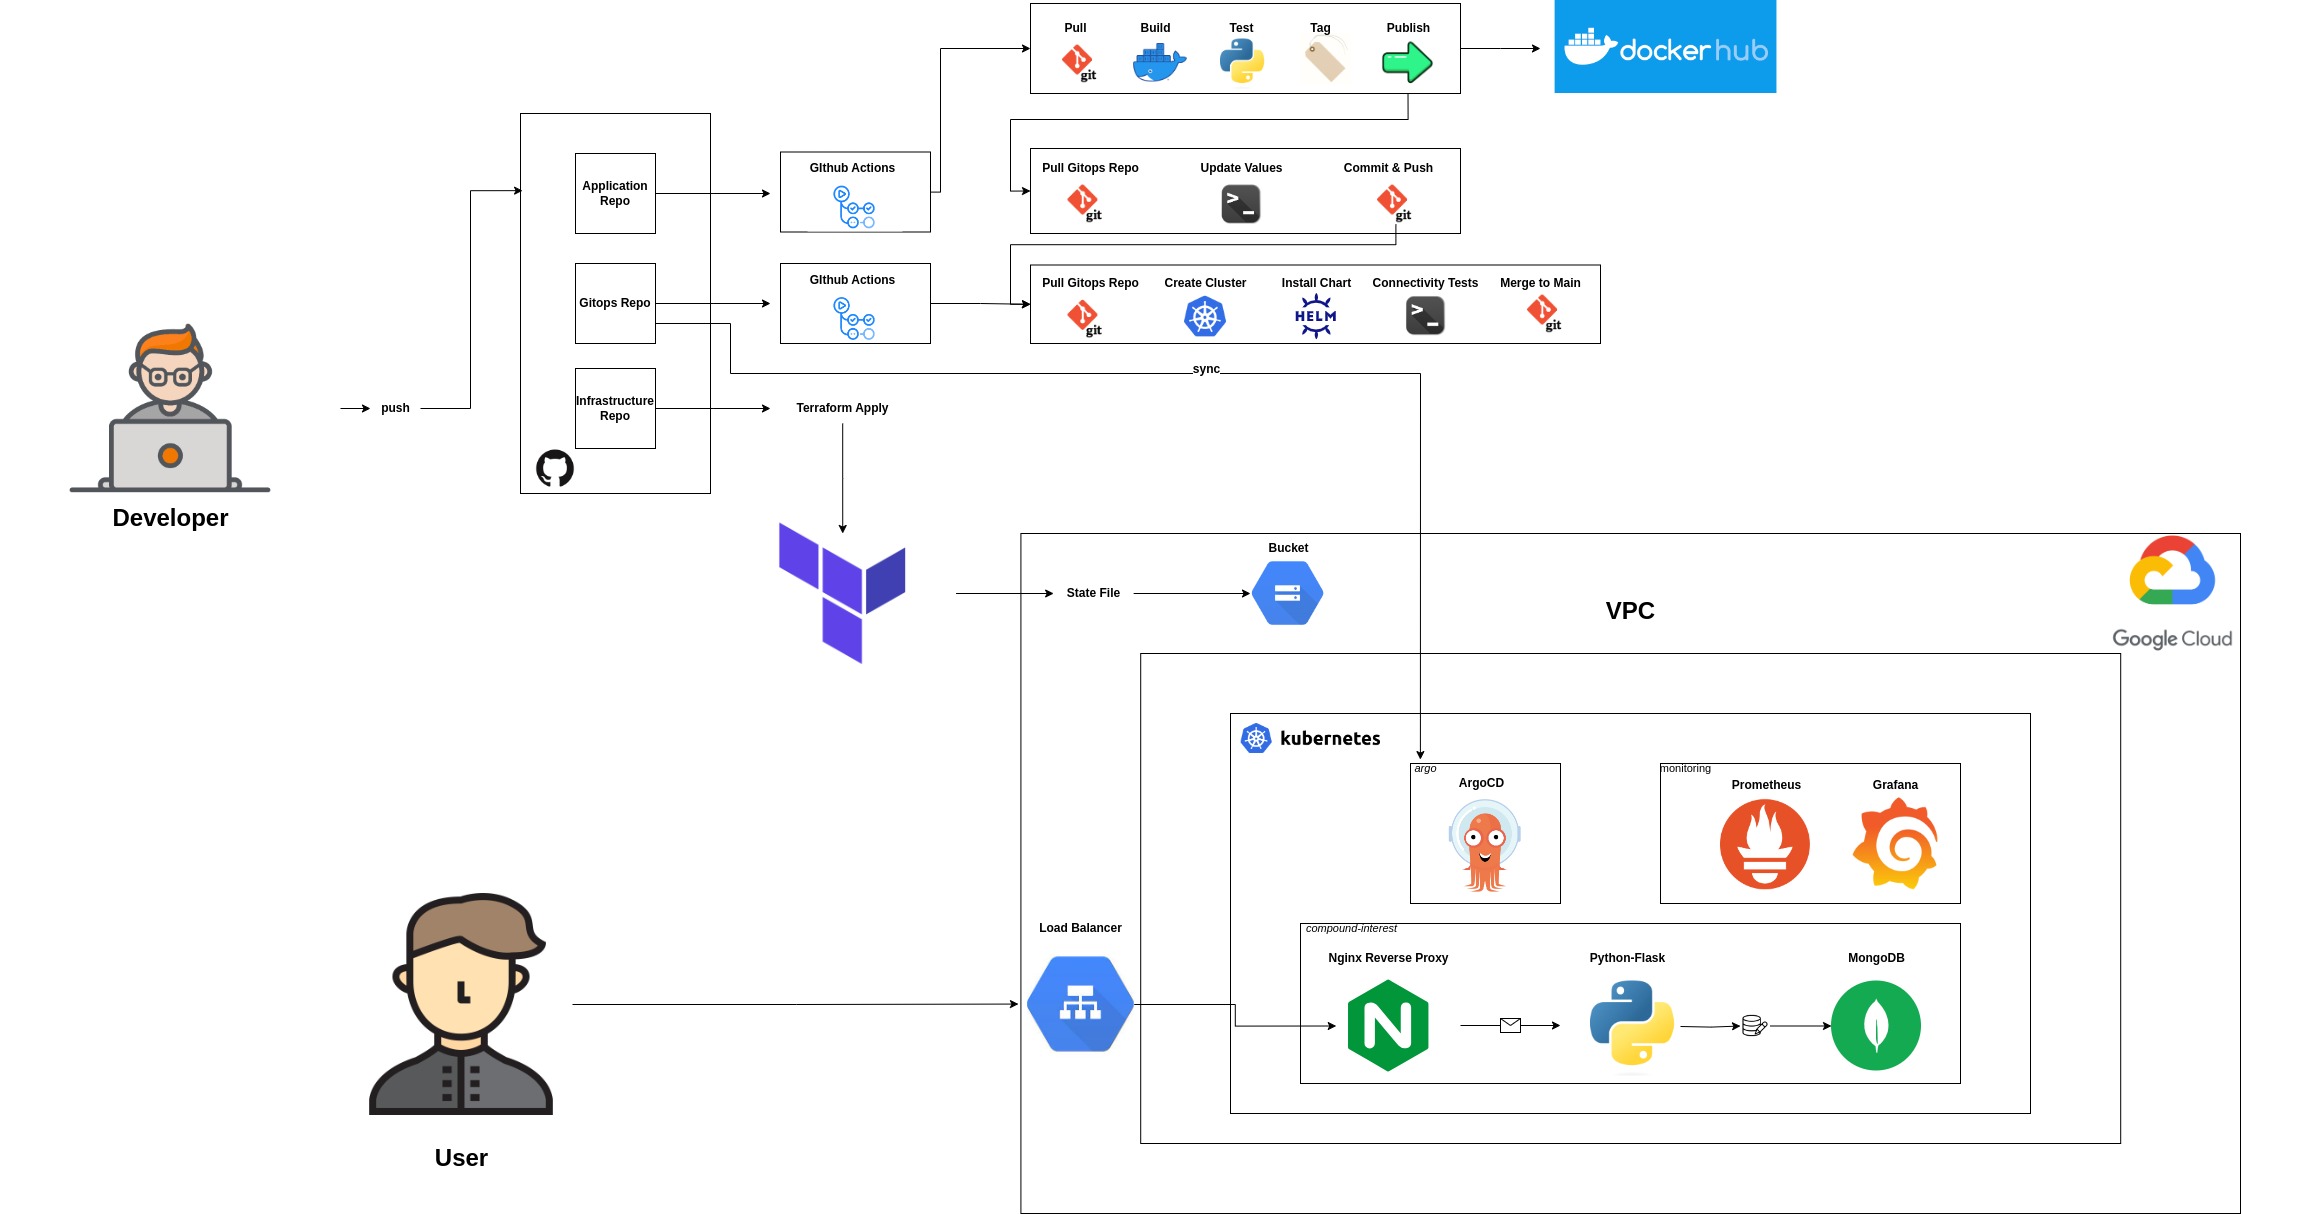 Pull
Build
Test
Tag
Publish
git
docker hub
Application
Repo
GIthub Actions
Pull Gitops Repo
Update Values
Commit & Push
git
git
Gitops Repo
GIthub Actions
Pull Gitops Repo
Create Cluster
Install Chart
Connectivity Tests
Merge to Main
git
HELM
git
sync
push
Infrastructure
Repo
Terraform Apply
Developer
Bucket
State File
VPC
Google Cloud
kubernetes
argo
ArgoCD
monitoring
Prometheus
Grafana
Load Balancer
compound-interest
Nginx Reverse Proxy
Python-Flask
MongoDB
N
User